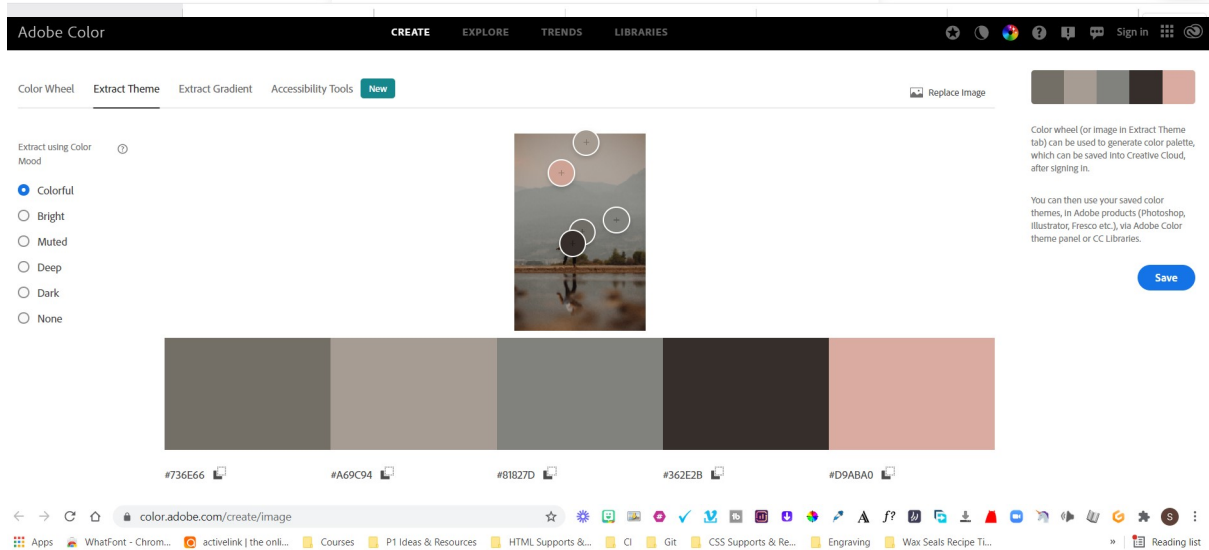 Adobe Color
CREATE EXPLORE TRENDS LIBRARIES
Sign in
Color Wheel Extract Theme Extract Gradient Accessibility Tools New
Replace Image
Extract using Color
Mood
Colorful
Bright
Muted
Deep
Dark
None
Color wheel (or image in Extract Theme
tab) can be used to generate color palette,
which can be saved into Creative Cloud,
after signing in.
You can then use your saved color
themes, in Adobe products (Photoshop,
Illustrator, Fresco etc.), via Adobe Color
theme panel or CC Libraries.
Save
#736E66 #A69C94 #81827D #362E2B #D9ABA0
color.adobe.com/create/image
f?
S
Apps WhatFont - Chrom... activelink | the onli... Courses P1 Ideas & Resources HTML Supports &... CI Git CSS Supports & Re... Engraving Wax Seals Recipe Ti... » Reading list